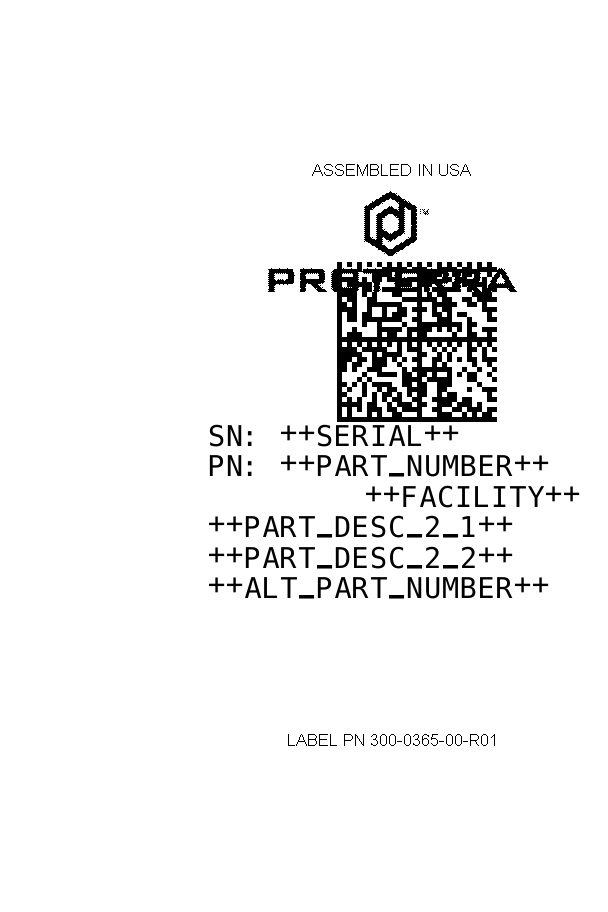 ASSEMBLED IN USA
TM
PROTERRA
SN: ++SERIAL++
PN: ++PART_NUMBER++
++FACILITY++
++PART_DESC_2_1++
++PART_DESC_2_2++
++ALT_PART_NUMBER++
LABEL PN 300-0365-00-R01